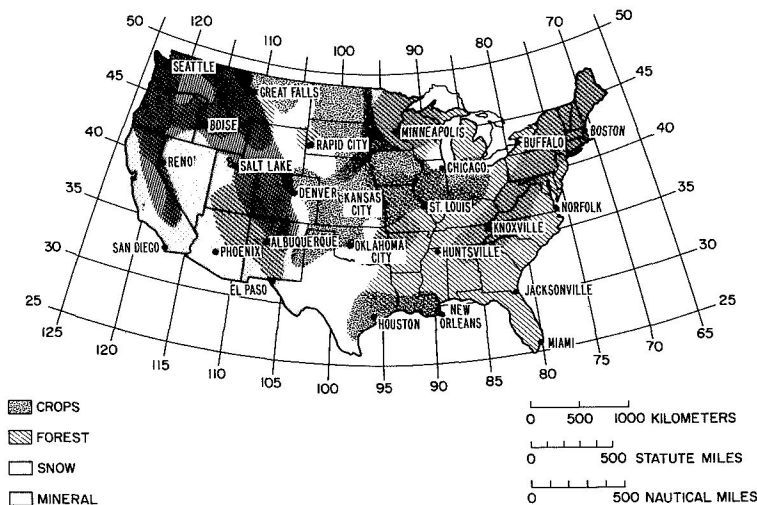 50
120
110
100
90
80
70
50
45
45
40
40
35
35
30
30
25
25
125
120
115
110
105
100
95
90
85
80
75
70
65
SEATTLE
GREAT FALLS
BOISE
RAPID CITY
MINNEAPOLIS
BUFFALO
BOSTON
RENO
SALT LAKE
CHICAGO
DENVER
KANSAS
CITY
ST. LOUIS
NORFOLK
KNOXVILLE
SAN DIEGO
PHOENIX
ALBUQUERQUE
OKLAHOMA
CITY
HUNTSVILLE
EL PASO
JACKSONVILLE
HOUSTON
NEW
ORLEANS
MIAMI
CROPS
FOREST
SNOW
MINERAL
0 500 1000 KILOMETERS
0 500 STATUTE MILES
0 500 NAUTICAL MILES